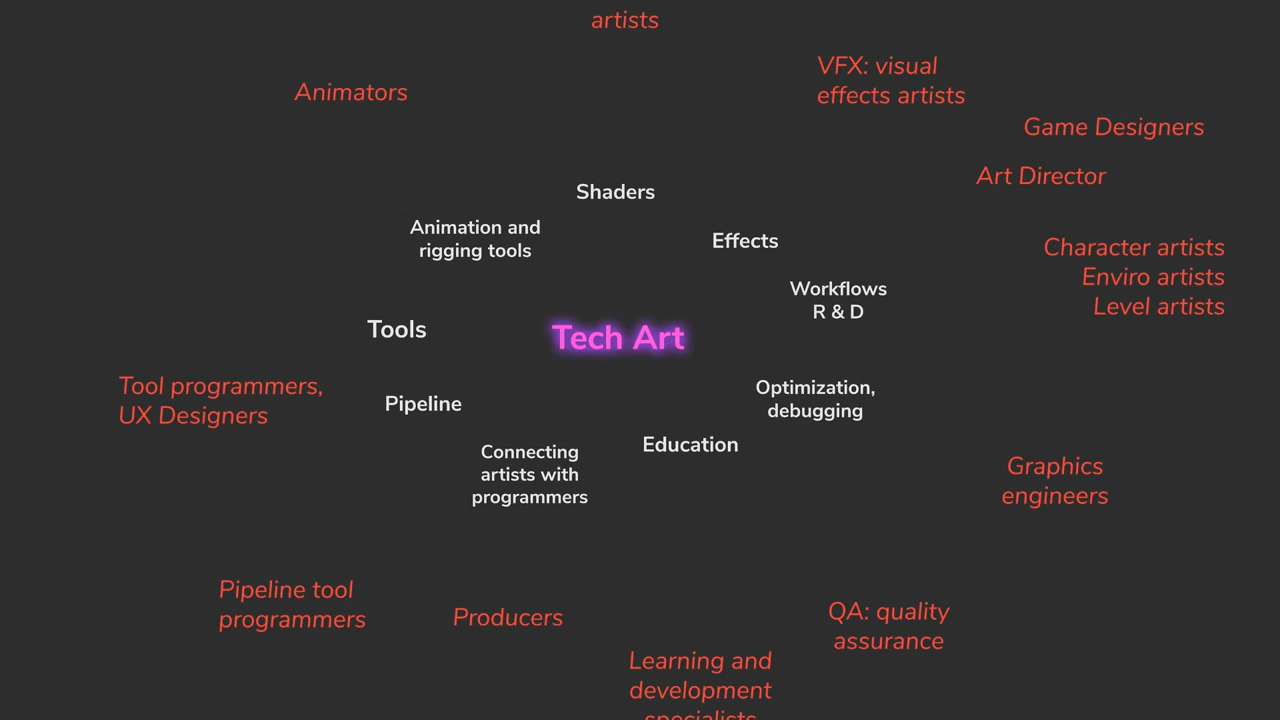 artists
VFX: visual
effects artists
Animators
Game Designers
Art Director
Shaders
Animation and
rigging tools
Effects
Character artists
Enviro artists
Level artists
Workflows
R & D
Tools
Tech Art
Tool programmers,
UX Designers
Pipeline
Optimization,
debugging
Education
Connecting
artists with
programmers
Graphics
engineers
Pipeline tool
programmers
Producers
QA: quality
assurance
Learning and
development
specialists